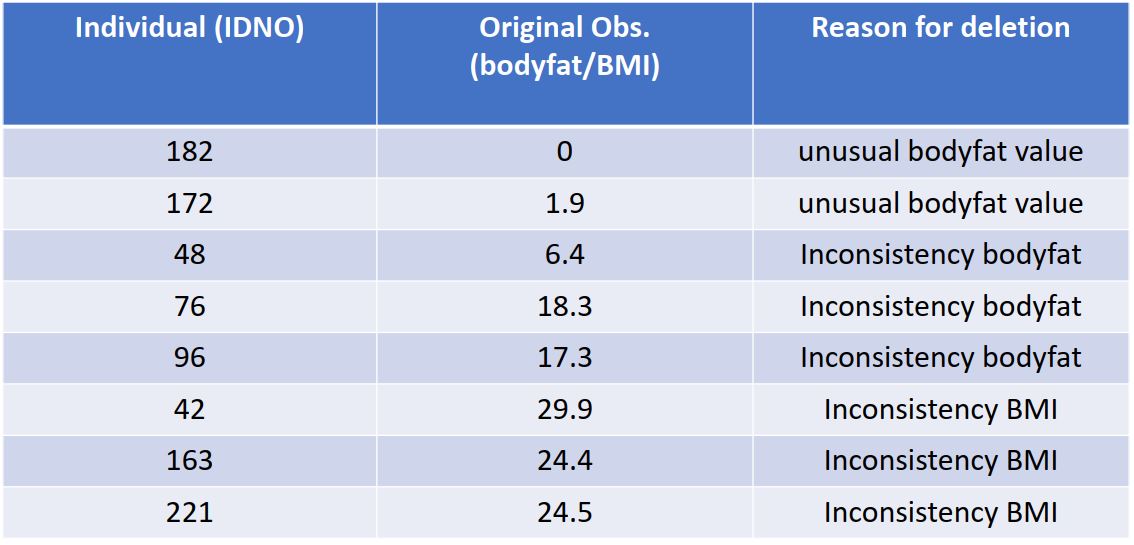 Individual (IDNO) Original Obs. (bodyfat/BMI) Reason for deletion
182 0 unusual bodyfat value
172 1.9 unusual bodyfat value
48 6.4 Inconsistency bodyfat
76 18.3 Inconsistency bodyfat
96 17.3 Inconsistency bodyfat
42 29.9 Inconsistency BMI
163 24.4 Inconsistency BMI
221 24.5 Inconsistency BMI